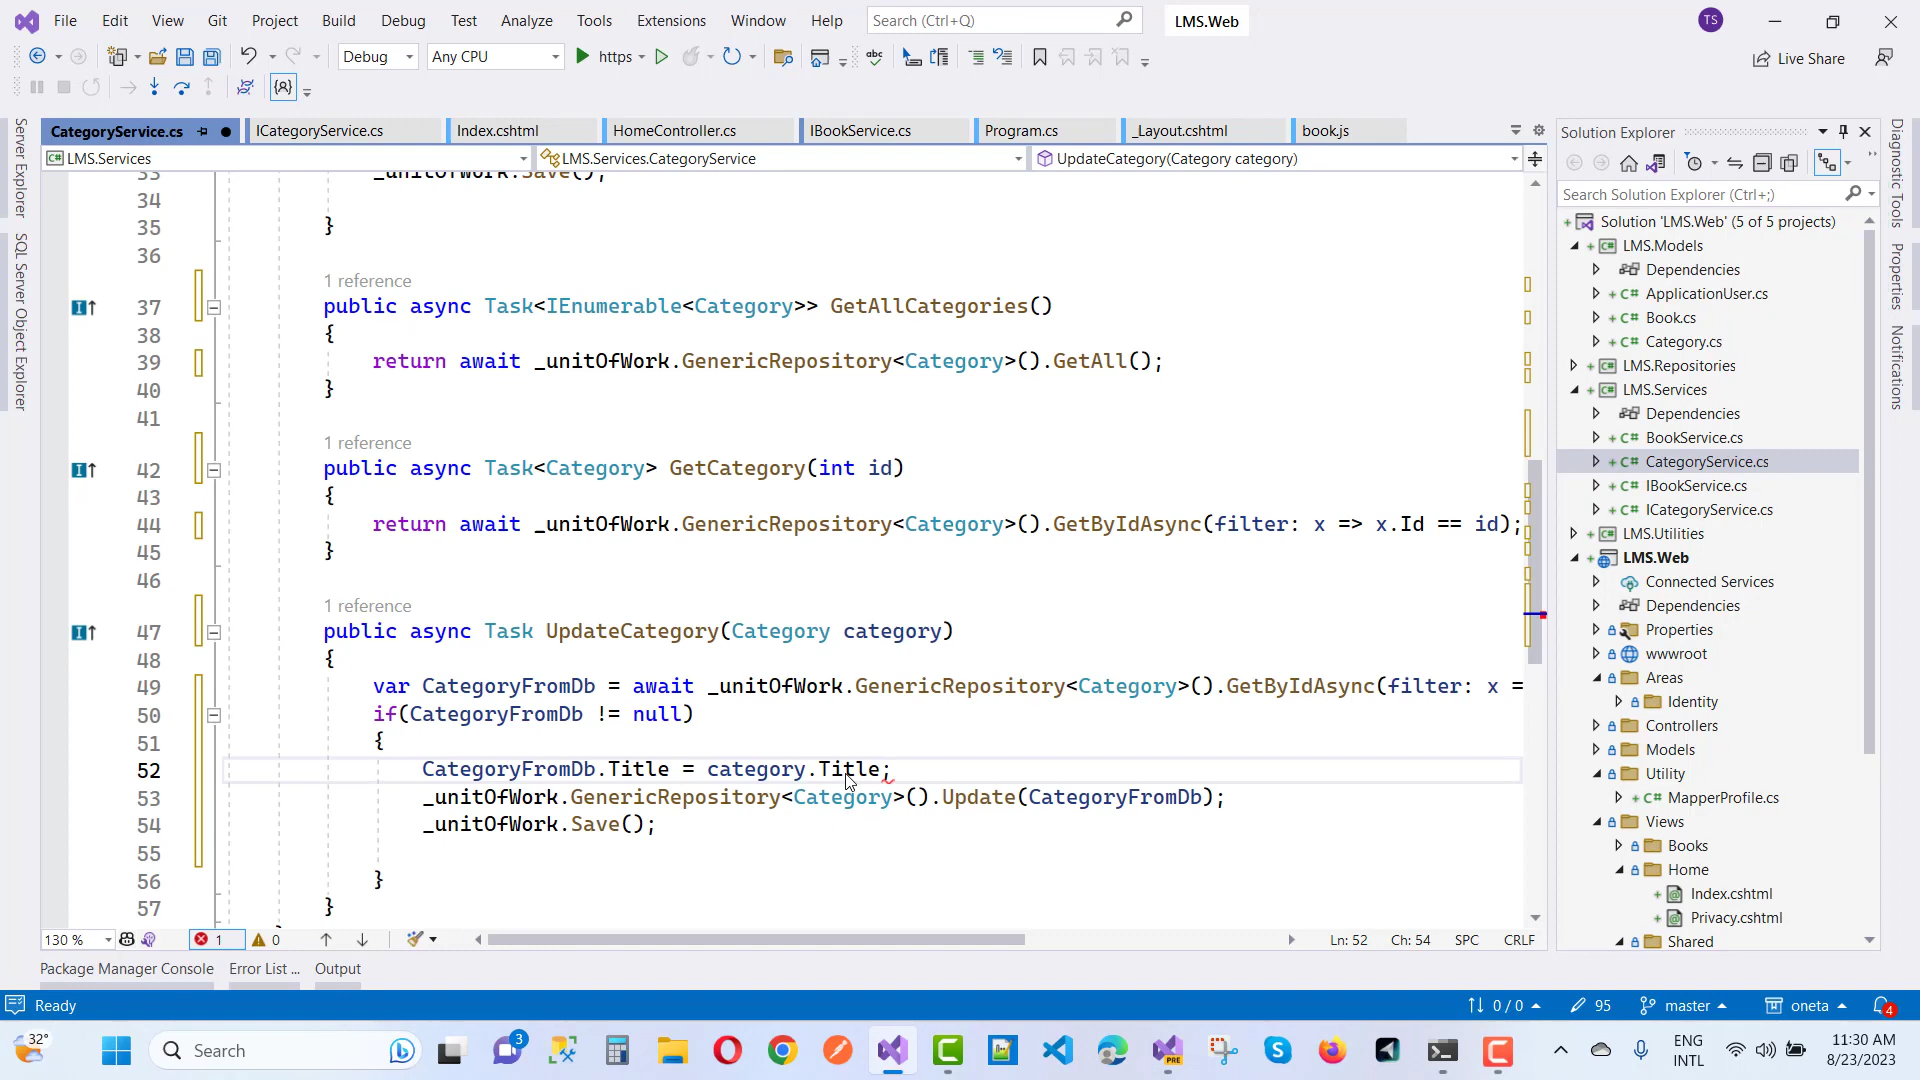 File Edit View Git Project Build Debug Test Analyze Tools Extensions Window Help Search (Ctrl+Q) LMS.Web TS
Debug Any CPU https Live Share
CategoryService.cs ICategoryService.cs Index.cshtml HomeController.cs IBookService.cs Program.cs _Layout.cshtml book.js
LMS.Services LMS.Services.CategoryService UpdateCategory(Category category)
33 _unitOfWork.Save();
34
35 }
36
1 reference
37 public async Task<IEnumerable<Category>> GetAllCategories()
38 {
39 return await _unitOfWork.GenericRepository<Category>().GetAll();
40 }
41
1 reference
42 public async Task<Category> GetCategory(int id)
43 {
44 return await _unitOfWork.GenericRepository<Category>().GetByIdAsync(filter: x => x.Id == id);
45 }
46
1 reference
47 public async Task UpdateCategory(Category category)
48 {
49 var CategoryFromDb = await _unitOfWork.GenericRepository<Category>().GetByIdAsync(filter: x =
50 if(CategoryFromDb != null)
51 {
52 CategoryFromDb.Title = category.Title;
53 _unitOfWork.GenericRepository<Category>().Update(CategoryFromDb);
54 _unitOfWork.Save();
55
56 }
57 }
130 % 1 0 Ln: 52 Ch: 54 SPC CRLF
Package Manager Console Error List ... Output
Server Explorer
SQL Server Object Explorer
Solution Explorer
Search Solution Explorer (Ctrl+;)
Solution 'LMS.Web' (5 of 5 projects)
LMS.Models
Dependencies
C# ApplicationUser.cs
C# Book.cs
C# Category.cs
LMS.Repositories
LMS.Services
Dependencies
C# BookService.cs
C# CategoryService.cs
C# IBookService.cs
C# ICategoryService.cs
LMS.Utilities
LMS.Web
Connected Services
Dependencies
Properties
wwwroot
Areas
Identity
Controllers
Models
Utility
C# MapperProfile.cs
Views
Books
Home
Index.cshtml
Privacy.cshtml
Shared
Diagnostic Tools
Properties
Notifications
Ready 0 / 0 95 master oneta 4
32° Search 3 PRE ENG INTL 11:30 AM 8/23/2023